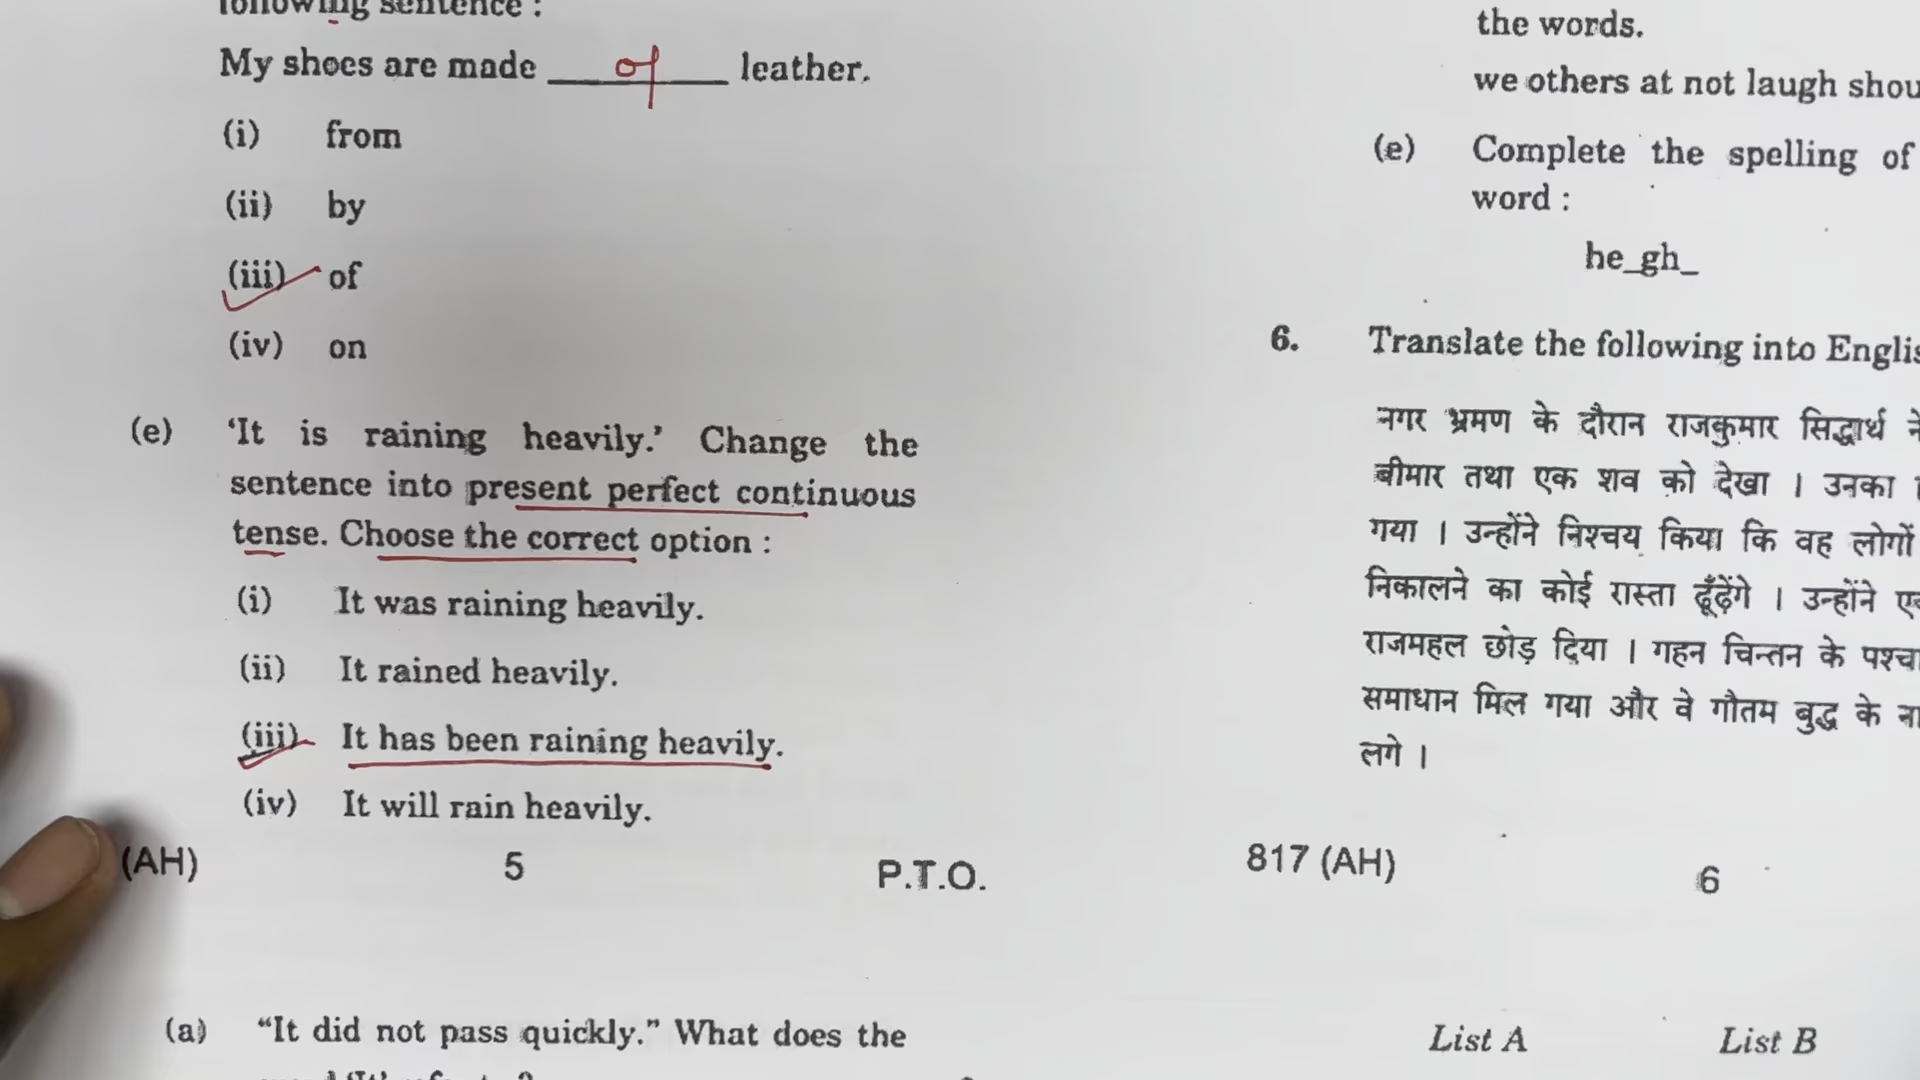 following sentence :
My shoes are made of leather.
(i) from
(ii) by
(iii) of
(iv) on
(e) ‘It is raining heavily.’ Change the
sentence into present perfect continuous
tense. Choose the correct option :
(i) It was raining heavily.
(ii) It rained heavily.
(iii) It has been raining heavily.
(iv) It will rain heavily.
(AH) 5 P.T.O.
(a) “It did not pass quickly.” What does the
the words.
we others at not laugh shou
(e) Complete the spelling of
word :
he_gh_
6. Translate the following into Englis
नगर भ्रमण के दौरान राजकुमार सिद्धार्थ ने
बीमार तथा एक शव को देखा । उनका
गया । उन्होंने निश्चय किया कि वह लोगों
निकालने का कोई रास्ता ढूँढ़ेंगे । उन्होंने
राजमहल छोड़ दिया । गहन चिन्तन के पश्चा
समाधान मिल गया और वे गौतम बुद्ध के ना
लगे ।
817 (AH) 6
List A List B